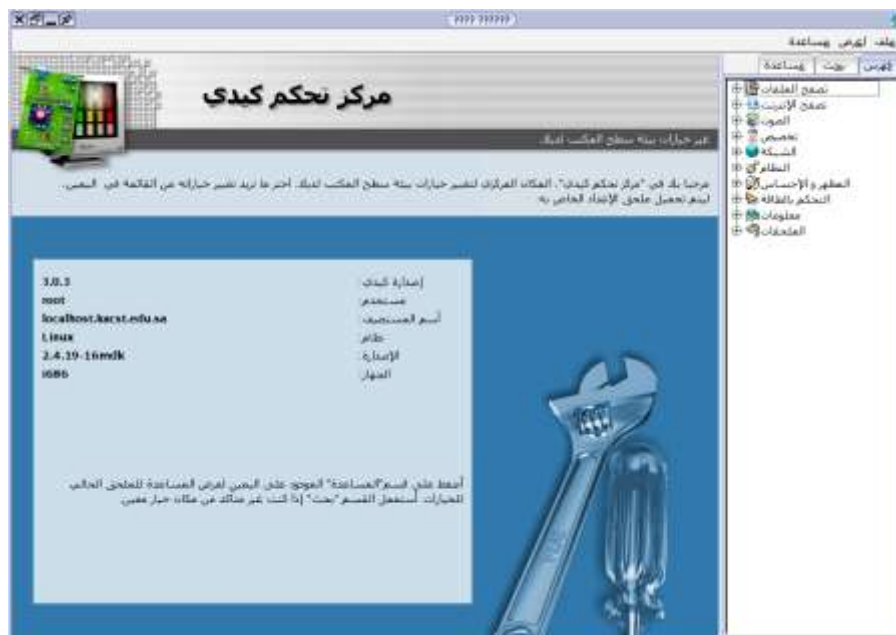 ???? ??????
ملف اعرض مساعدة
فهرس بحث مساعدة
تصفح الملفات
تصفح الإنترنت
الصوت
تخصيص
الشبكة
النظام
المظهر و الإحساس
التحكم بالطاقة
معلومات
الملحقات
مركز تحكم كيدي
غير خيارات بيئة سطح المكتب لديك
مرحبا بك في "مركز تحكم كيدي"، المكان المركزي لتغيير خيارات بيئة سطح المكتب لديك. أختر ما تريد تغيير خياراته من القائمة في اليمين،
ليتم تحميل ملحق الإعداد الخاص به
إصدارة كيدي: 3.0.3
مستخدم: root
أسم المستضيف: localhost.kacst.edu.sa
نظام: Linux
الإصدارة: 2.4.19-16mdk
الجهاز: i686
أضغط على قسم "المساعدة" الموجود على اليمين لعرض المساعدة للملحق الحالي
للخيارات. أستعمل القسم "بحث" إذا كنت غير متاكد من مكان خيار معين.